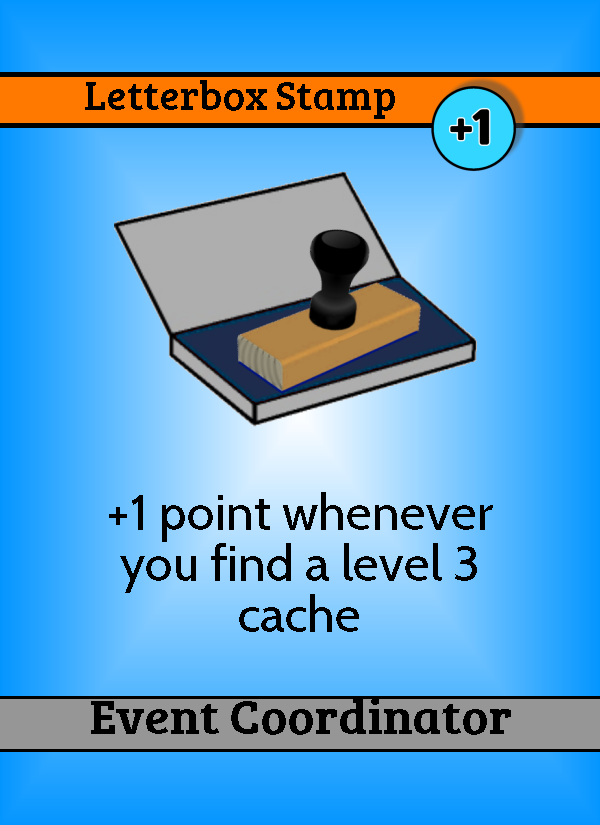 Letterbox Stamp
+1
+1 point whenever
you find a level 3
cache
Event Coordinator